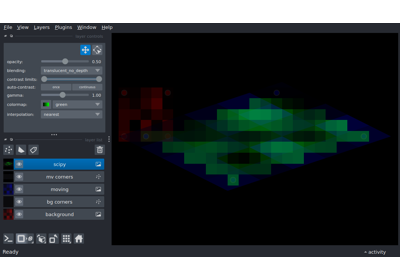 File View Layers Plugins Window Help
opacity: 0.50
blending: translucent_no_depth
contrast limits:
auto-contrast: once continuous
gamma: 1.00
colormap: green
interpolation: nearest
scipy
mv corners
moving
bg corners
background
Ready activity